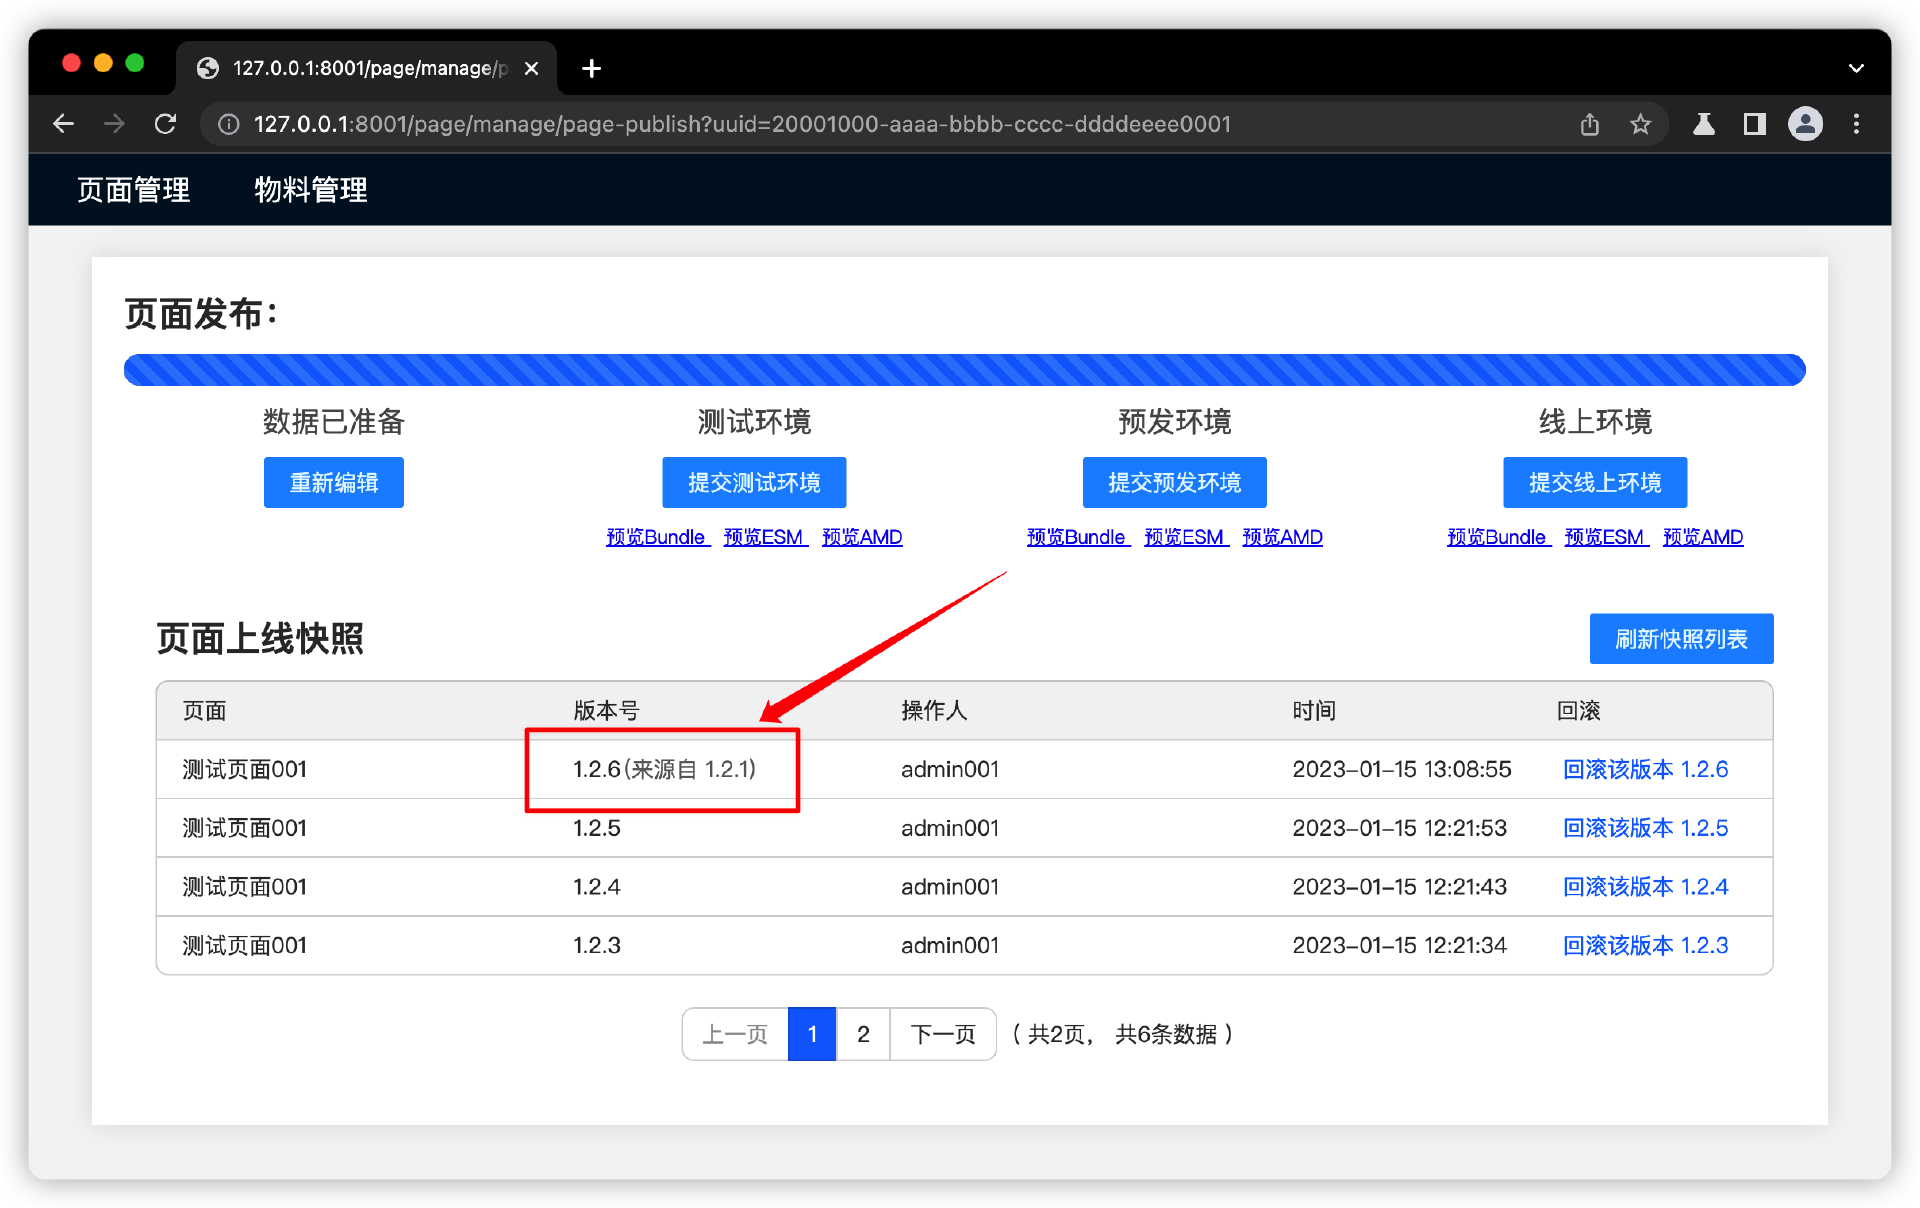 127.0.0.1:8001/page/manage/p
127.0.0.1:8001/page/manage/page-publish?uuid=20001000-aaaa-bbbb-cccc-ddddeeee0001
页面管理 物料管理
页面发布：
数据已准备 测试环境 预发环境 线上环境
重新编辑 提交测试环境 提交预发环境 提交线上环境
预览Bundle 预览ESM 预览AMD 预览Bundle 预览ESM 预览AMD 预览Bundle 预览ESM 预览AMD
页面上线快照 刷新快照列表
页面 版本号 操作人 时间 回滚
测试页面001 1.2.6(来源自 1.2.1) admin001 2023-01-15 13:08:55 回滚该版本 1.2.6
测试页面001 1.2.5 admin001 2023-01-15 12:21:53 回滚该版本 1.2.5
测试页面001 1.2.4 admin001 2023-01-15 12:21:43 回滚该版本 1.2.4
测试页面001 1.2.3 admin001 2023-01-15 12:21:34 回滚该版本 1.2.3
上一页 1 2 下一页 （共2页， 共6条数据）